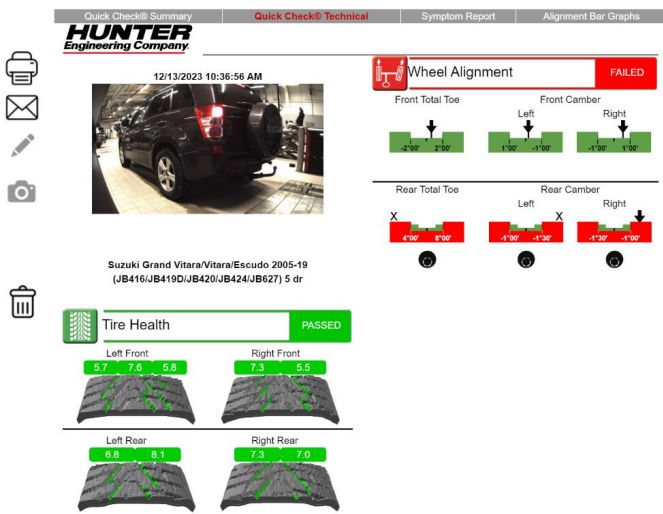 Quick Check® Summary
Quick Check® Technical
Symptom Report
Alignment Bar Graphs
HUNTER
Engineering Company.
12/13/2023 10:36:56 AM
Suzuki Grand Vitara/Vitara/Escudo 2005-19
(JB416/JB419D/JB420/JB424/JB627) 5 dr
Tire Health
PASSED
Left Front
5.7 7.6 5.8
Right Front
7.3 5.5
Left Rear
6.8 8.1
Right Rear
7.3 7.0
Wheel Alignment
FAILED
Front Total Toe
Front Camber
Left
Right
-2°00' 2°00'
1°00' -1°00'
-1°00' 1°00'
Rear Total Toe
Rear Camber
Left
Right
X
X
4°00' 8°00'
-1°00' -1°30'
-1°30' -1°00'